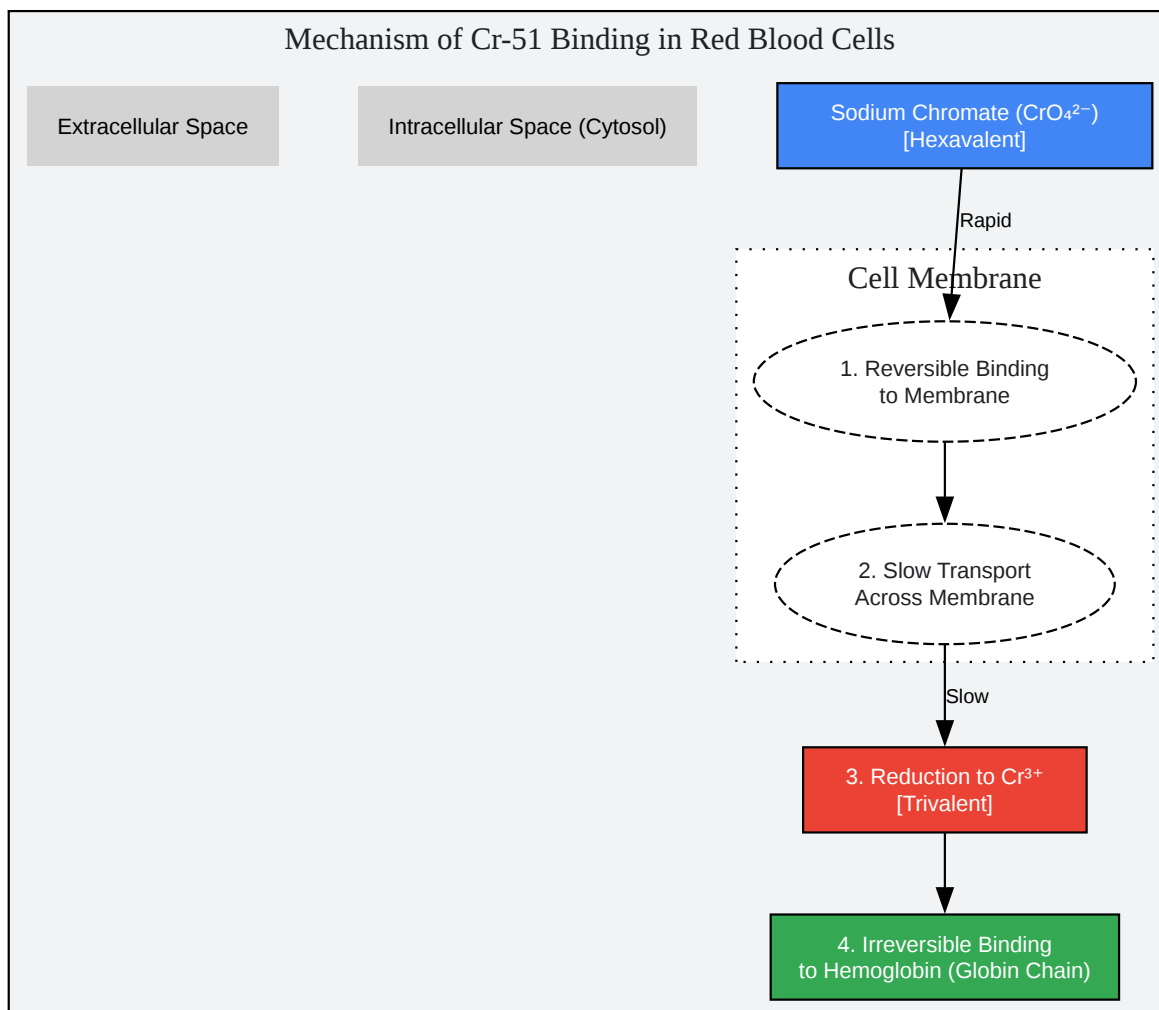 Mechanism of Cr-51 Binding in Red Blood Cells
Extracellular Space
Intracellular Space (Cytosol)
Sodium Chromate (CrO₄²⁻)
[Hexavalent]
Rapid
Cell Membrane
1. Reversible Binding
to Membrane
2. Slow Transport
Across Membrane
Slow
3. Reduction to Cr³⁺
[Trivalent]
4. Irreversible Binding
to Hemoglobin (Globin Chain)